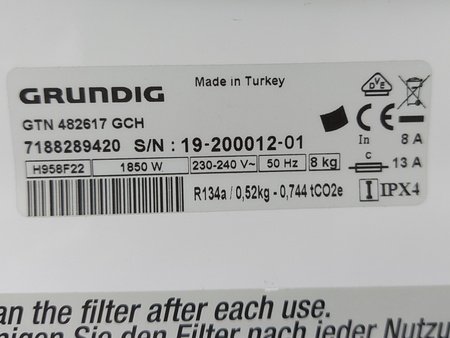 GRUNDIG
Made in Turkey
DVE
CE
GTN 482617 GCH
In 8 A
7188289420 S/N : 19-200012-01
H958F22 1850 W 230-240 V~ 50 Hz 8 kg
C 13 A
R134a / 0,52kg - 0,744 tCO2e
IPX4
an the filter after each use.
nigen Sie den Filter nach jeder Nutzu